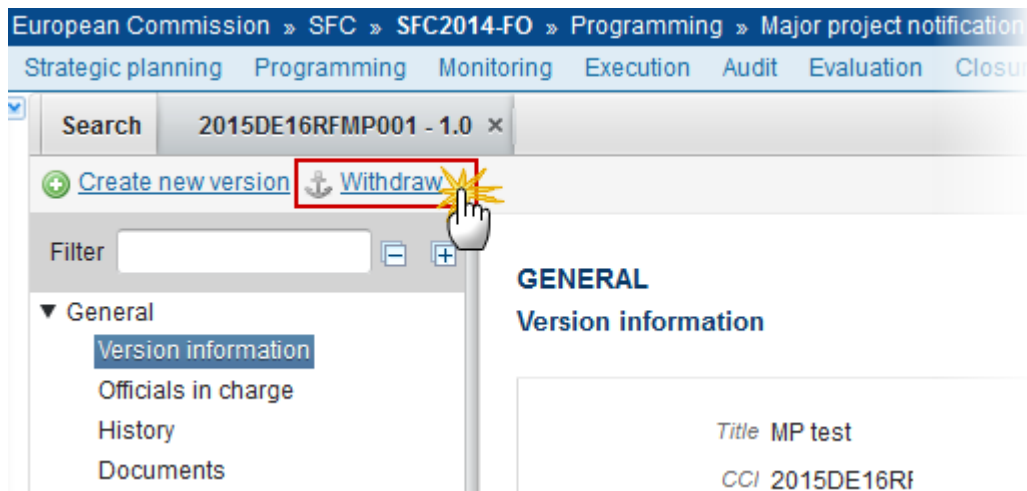 European Commission » SFC » SFC2014-FO » Programming » Major project notification
Strategic planning Programming Monitoring Execution Audit Evaluation
Search 2015DE16RFMP001 - 1.0 ×
Create new version Withdraw
Filter
GENERAL
▼ General
Version information
Version information
Officials in charge
History
Title MP test
Documents
CCI 2015DE16RF